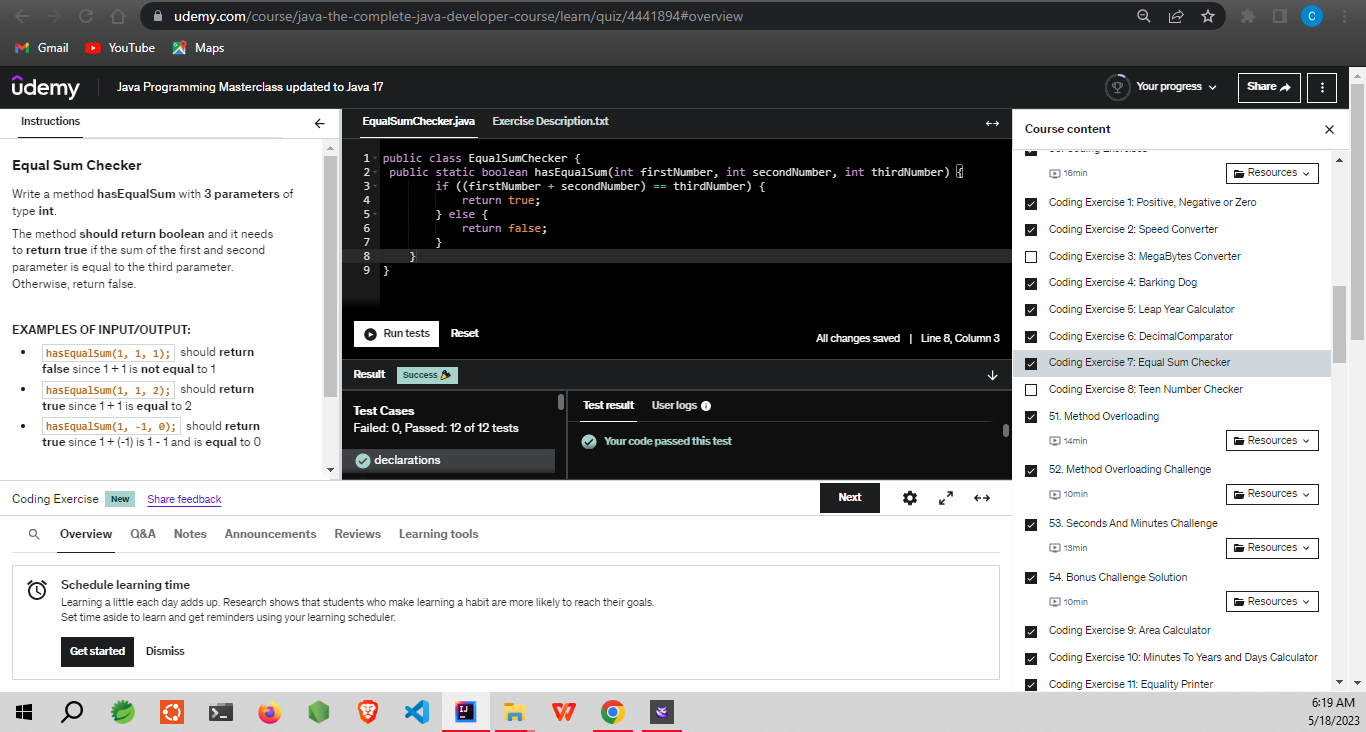 udemy.com/course/java-the-complete-java-developer-course/learn/quiz/4441894#overview
C
Gmail
YouTube
Maps
ûdemy
Java Programming Masterclass updated to Java 17
Your progress
Share
Instructions
Equal Sum Checker
Write a method hasEqualSum with 3 parameters of
type int.
The method should return boolean and it needs
to return true if the sum of the first and second
parameter is equal to the third parameter.
Otherwise, return false.
EXAMPLES OF INPUT/OUTPUT:
• hasEqualSum(1, 1, 1); should return
false since 1 + 1 is not equal to 1
• hasEqualSum(1, 1, 2); should return
true since 1 + 1 is equal to 2
• hasEqualSum(1, -1, 0); should return
true since 1 + (-1) is 1 - 1 and is equal to 0
EqualSumChecker.java
Exercise Description.txt
1 public class EqualSumChecker {
2 public static boolean hasEqualSum(int firstNumber, int secondNumber, int thirdNumber) {
3 if ((firstNumber + secondNumber) == thirdNumber) {
4 return true;
5 } else {
6 return false;
7 }
8 }
9 }
Run tests
Reset
All changes saved | Line 8, Column 3
Result
Success
Test Cases
Failed: 0, Passed: 12 of 12 tests
declarations
Test result
User logs
Your code passed this test
Course content
16min
Resources
Coding Exercise 1: Positive, Negative or Zero
Coding Exercise 2: Speed Converter
Coding Exercise 3: MegaBytes Converter
Coding Exercise 4: Barking Dog
Coding Exercise 5: Leap Year Calculator
Coding Exercise 6: DecimalComparator
Coding Exercise 7: Equal Sum Checker
Coding Exercise 8: Teen Number Checker
51. Method Overloading
14min
Resources
52. Method Overloading Challenge
10min
Resources
53. Seconds And Minutes Challenge
13min
Resources
54. Bonus Challenge Solution
10min
Resources
Coding Exercise 9: Area Calculator
Coding Exercise 10: Minutes To Years and Days Calculator
Coding Exercise 11: Equality Printer
Coding Exercise
New
Share feedback
Next
Overview
Q&A
Notes
Announcements
Reviews
Learning tools
Schedule learning time
Learning a little each day adds up. Research shows that students who make learning a habit are more likely to reach their goals.
Set time aside to learn and get reminders using your learning scheduler.
Get started
Dismiss
6:19 AM
5/18/2023